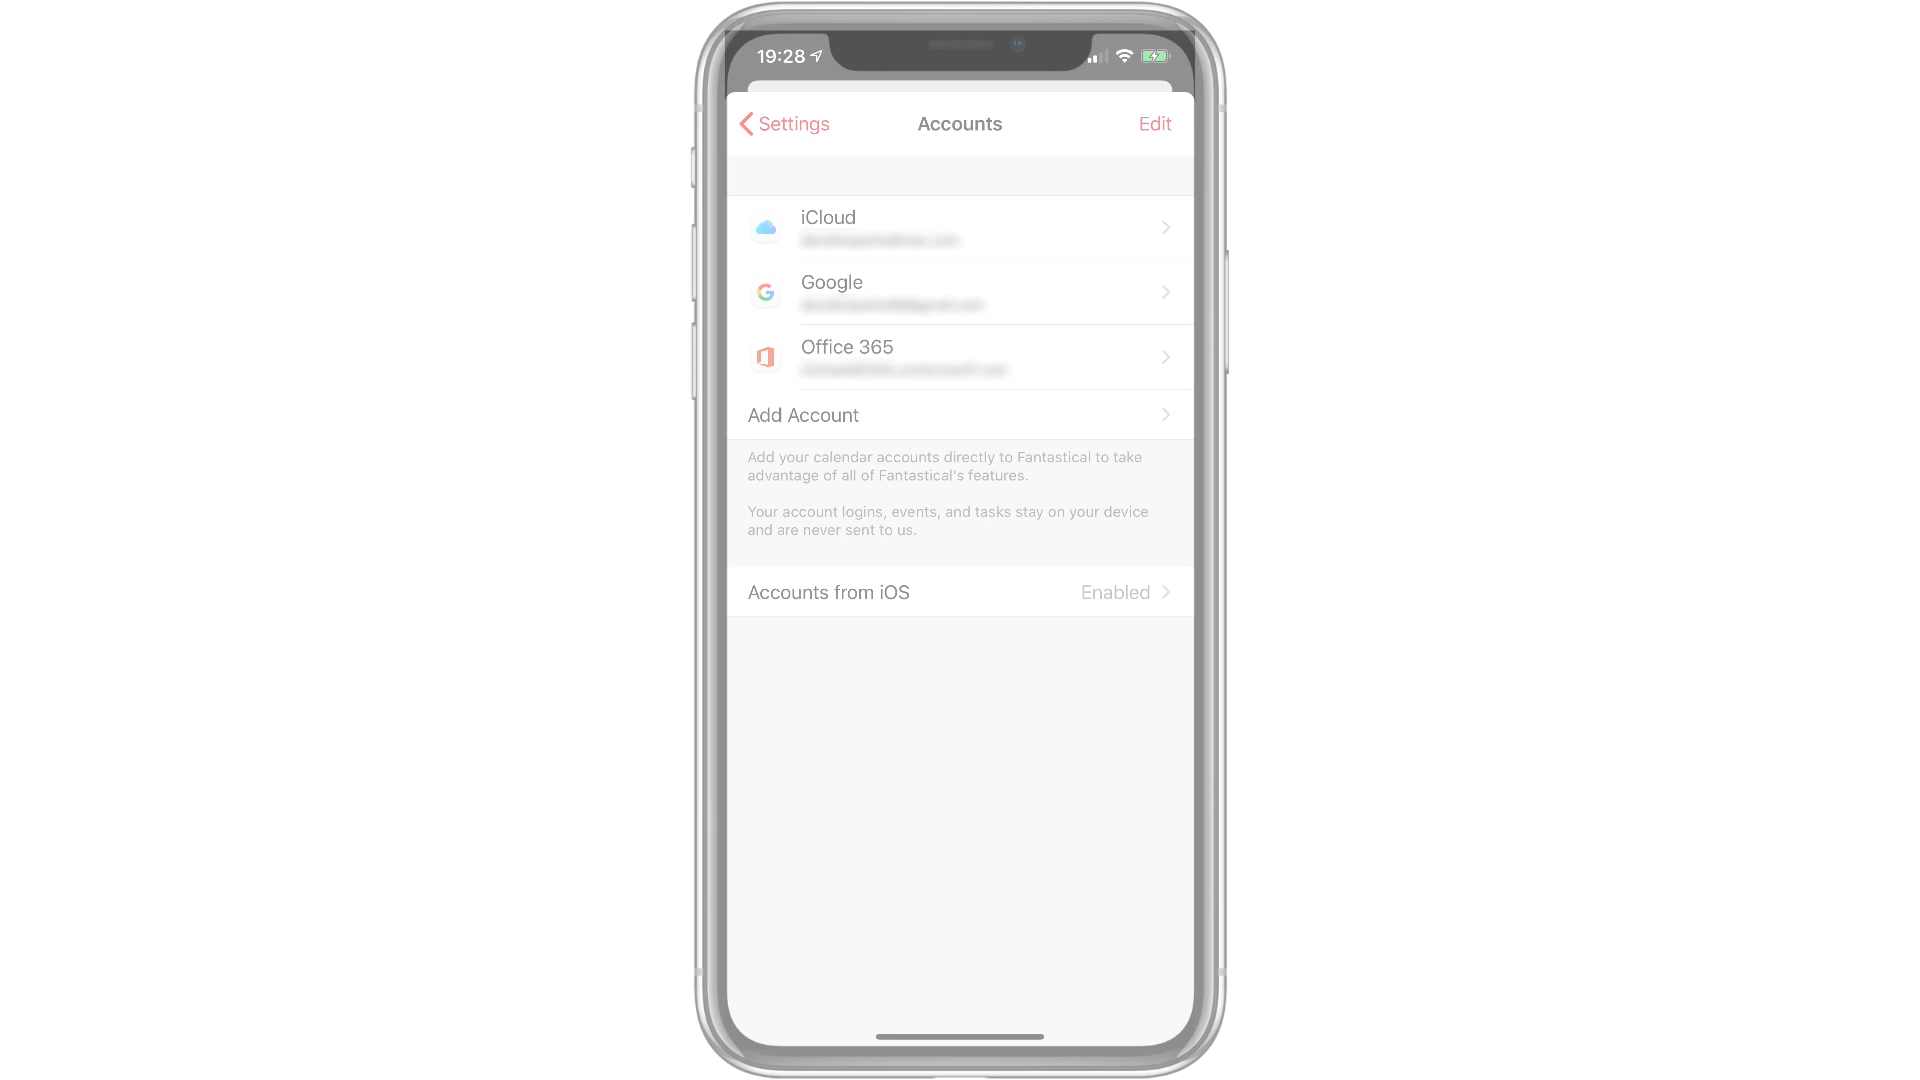 19:28
Settings
Accounts
Edit
iCloud
Google
Office 365
Add Account
Add your calendar accounts directly to Fantastical to take
advantage of all of Fantastical's features.
Your account logins, events, and tasks stay on your device
and are never sent to us.
Accounts from iOS
Enabled